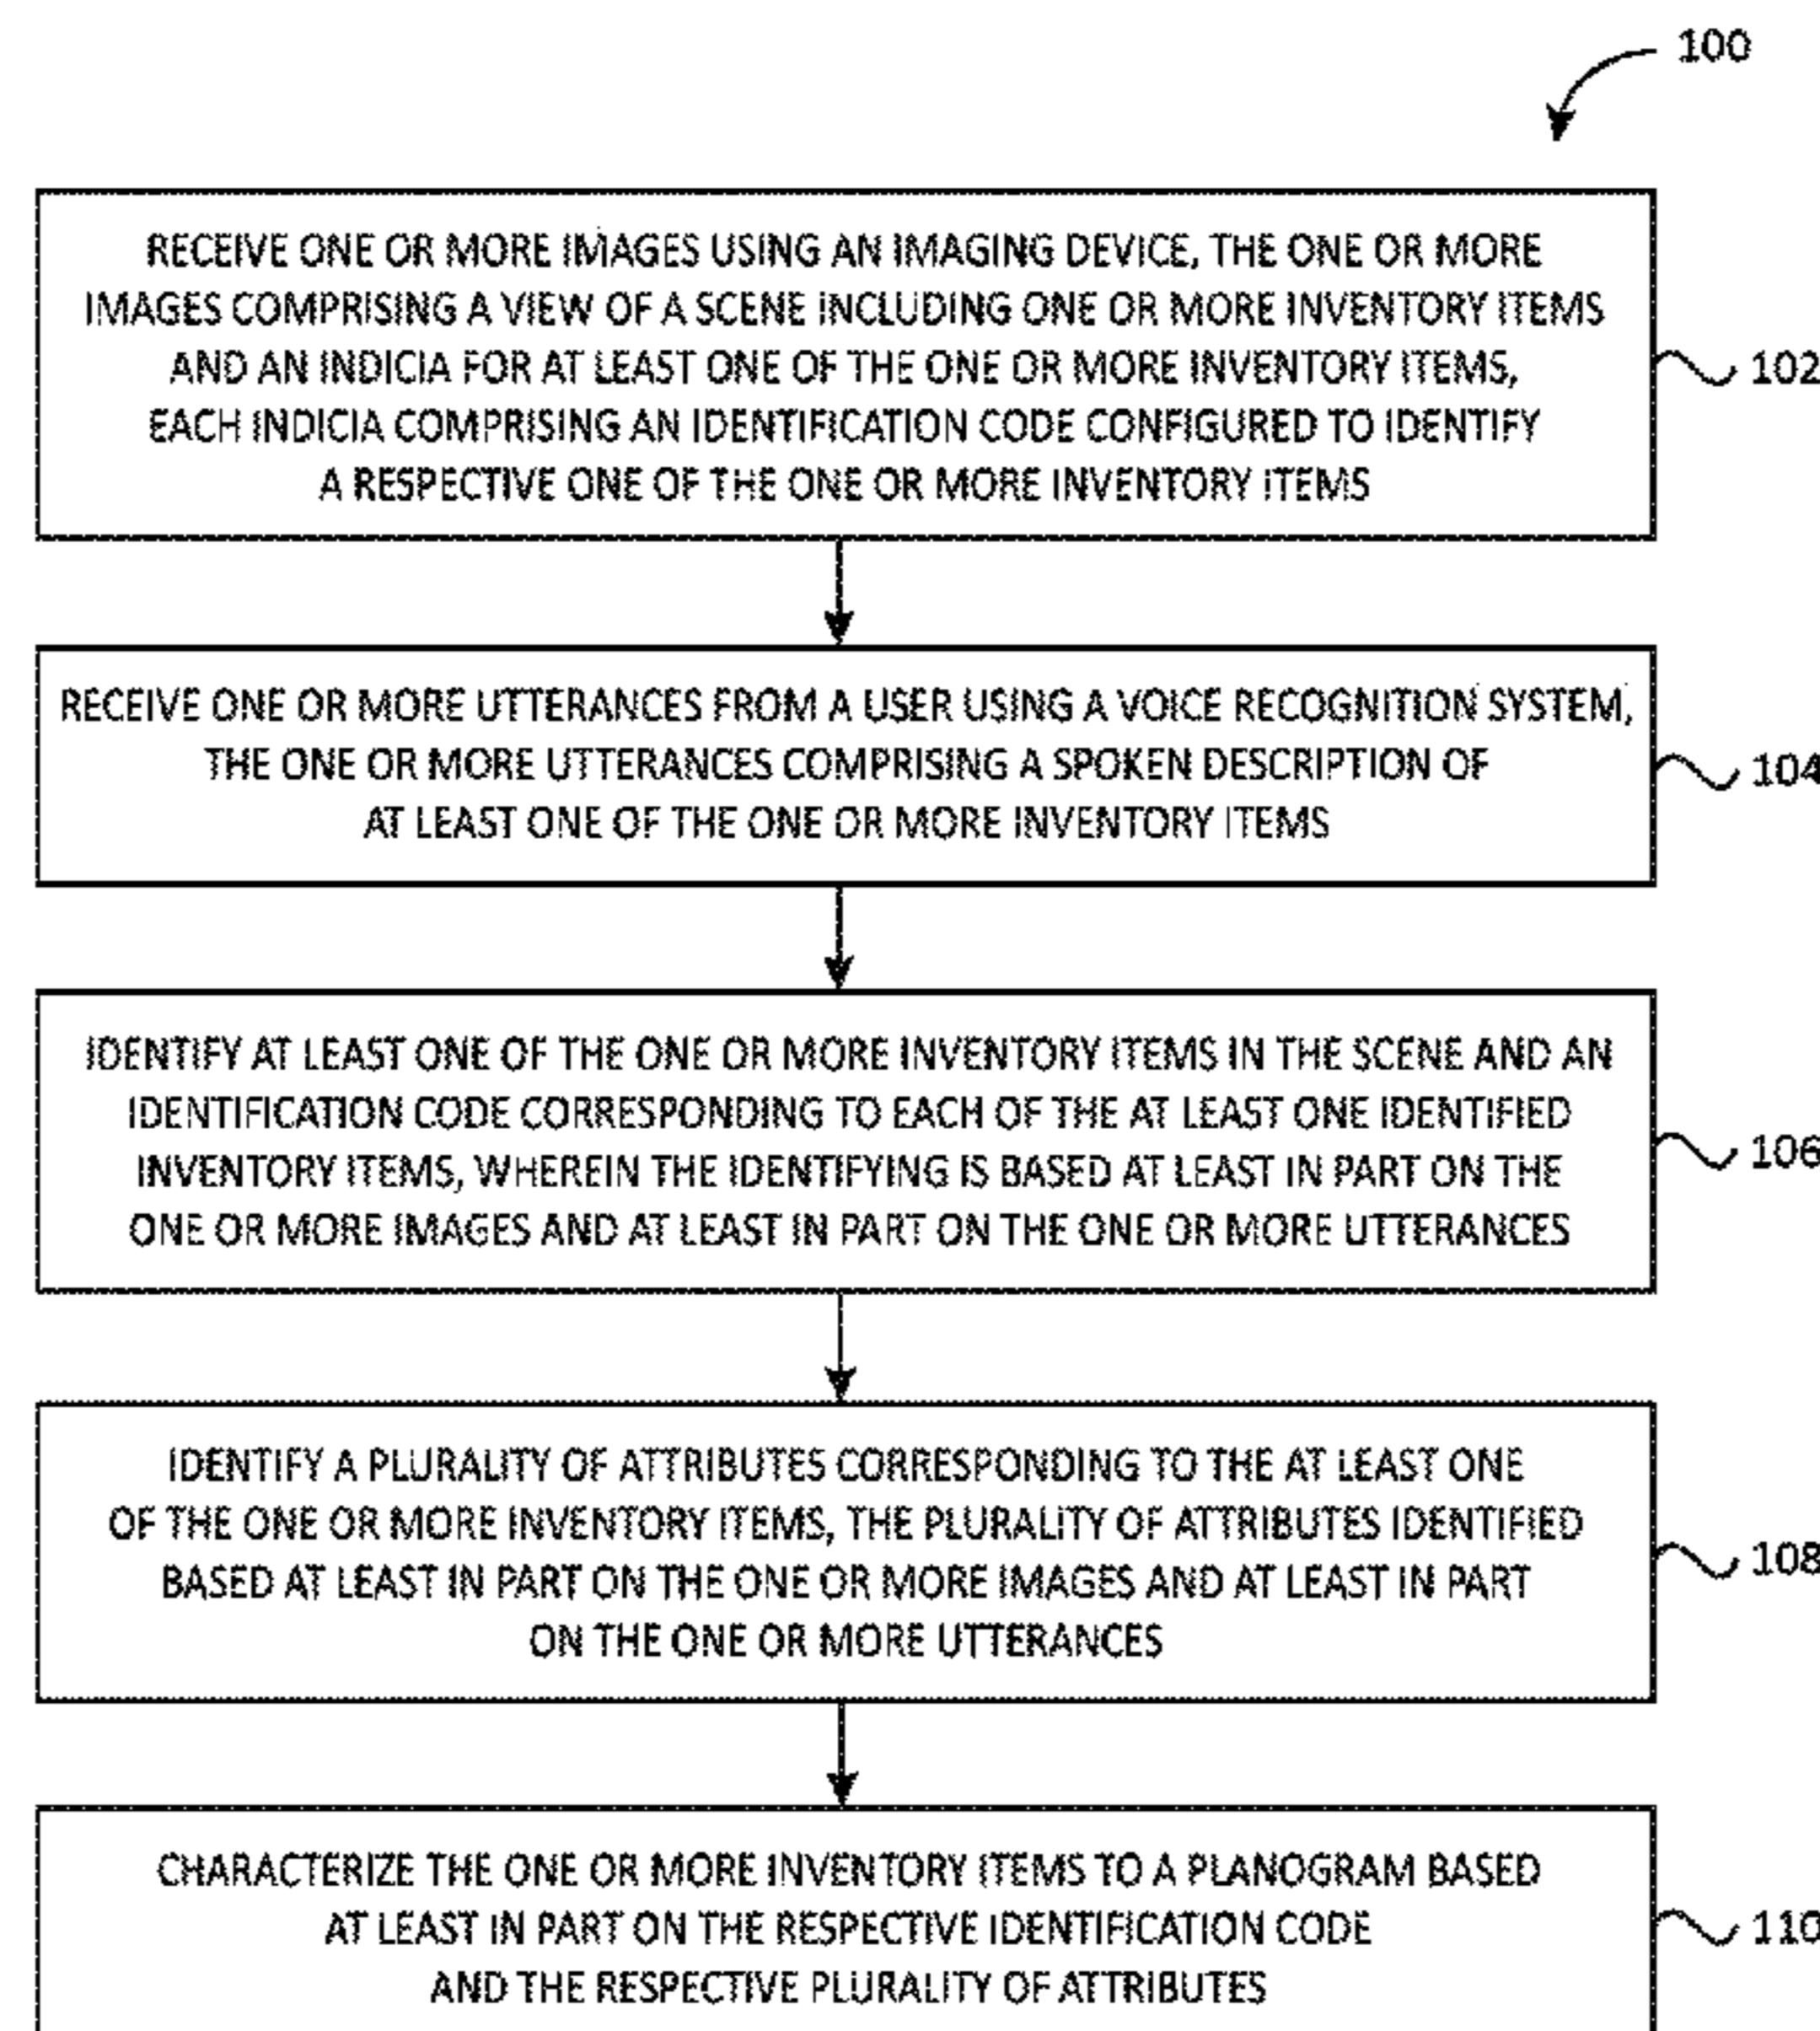 100
RECEIVE ONE OR MORE IMAGES USING AN IMAGING DEVICE, THE ONE OR MORE
IMAGES COMPRISING A VIEW OF A SCENE INCLUDING ONE OR MORE INVENTORY ITEMS
AND AN INDICIA FOR AT LEAST ONE OF THE ONE OR MORE INVENTORY ITEMS,
EACH INDICIA COMPRISING AN IDENTIFICATION CODE CONFIGURED TO IDENTIFY
A RESPECTIVE ONE OF THE ONE OR MORE INVENTORY ITEMS
102
RECEIVE ONE OR MORE UTTERANCES FROM A USER USING A VOICE RECOGNITION SYSTEM,
THE ONE OR MORE UTTERANCES COMPRISING A SPOKEN DESCRIPTION OF
AT LEAST ONE OF THE ONE OR MORE INVENTORY ITEMS
104
IDENTIFY AT LEAST ONE OF THE ONE OR MORE INVENTORY ITEMS IN THE SCENE AND AN
IDENTIFICATION CODE CORRESPONDING TO EACH OF THE AT LEAST ONE IDENTIFIED
INVENTORY ITEMS, WHEREIN THE IDENTIFYING IS BASED AT LEAST IN PART ON THE
ONE OR MORE IMAGES AND AT LEAST IN PART ON THE ONE OR MORE UTTERANCES
106
IDENTIFY A PLURALITY OF ATTRIBUTES CORRESPONDING TO THE AT LEAST ONE
OF THE ONE OR MORE INVENTORY ITEMS, THE PLURALITY OF ATTRIBUTES IDENTIFIED
BASED AT LEAST IN PART ON THE ONE OR MORE IMAGES AND AT LEAST IN PART
ON THE ONE OR MORE UTTERANCES
108
CHARACTERIZE THE ONE OR MORE INVENTORY ITEMS TO A PLANOGRAM BASED
AT LEAST IN PART ON THE RESPECTIVE IDENTIFICATION CODE
AND THE RESPECTIVE PLURALITY OF ATTRIBUTES
110